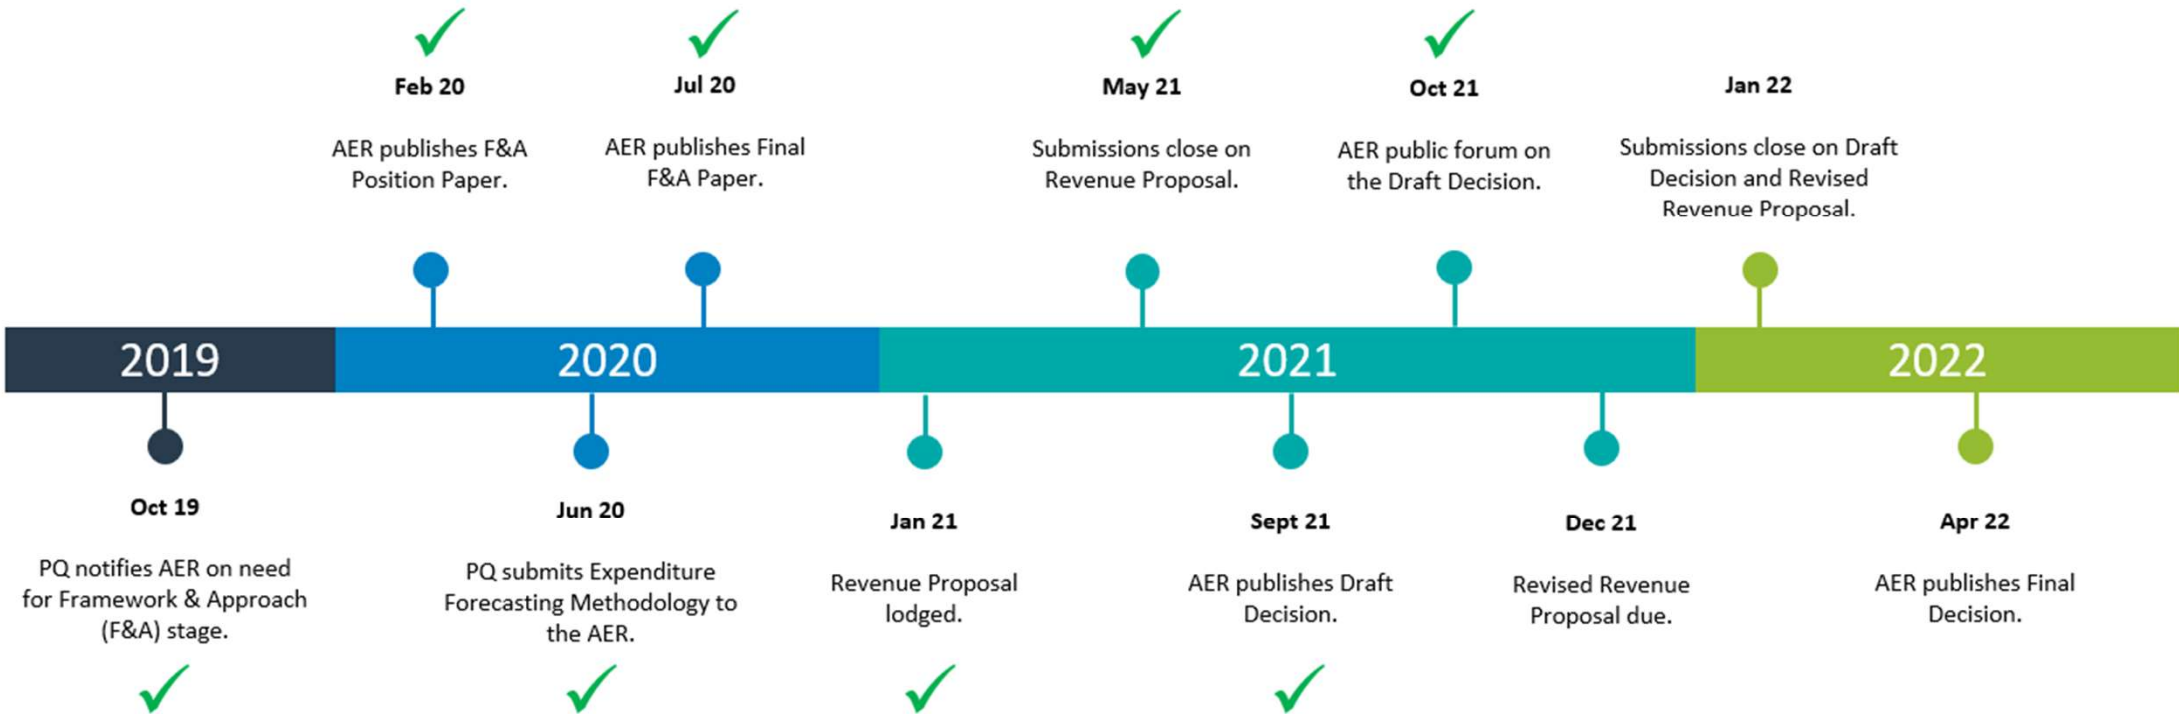 Feb 20
AER publishes F&A
Position Paper.
Jul 20
AER publishes Final
F&A Paper.
May 21
Submissions close on
Revenue Proposal.
Oct 21
AER public forum on
the Draft Decision.
Jan 22
Submissions close on Draft
Decision and Revised
Revenue Proposal.
2019
2020
2021
2022
Oct 19
PQ notifies AER on need
for Framework & Approach
(F&A) stage.
Jun 20
PQ submits Expenditure
Forecasting Methodology to
the AER.
Jan 21
Revenue Proposal
lodged.
Sept 21
AER publishes Draft
Decision.
Dec 21
Revised Revenue
Proposal due.
Apr 22
AER publishes Final
Decision.